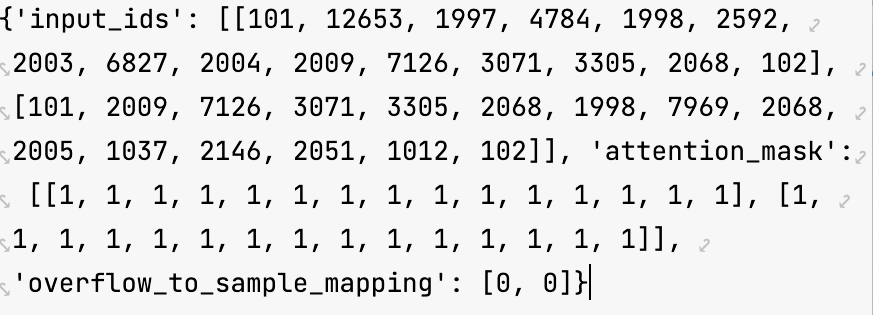 {'input_ids': [[101, 12653, 1997, 4784, 1998, 2592,
2003, 6827, 2004, 2009, 7126, 3071, 3305, 2068, 102],
[101, 2009, 7126, 3071, 3305, 2068, 1998, 7969, 2068,
2005, 1037, 2146, 2051, 1012, 102]], 'attention_mask':
[[1, 1, 1, 1, 1, 1, 1, 1, 1, 1, 1, 1, 1, 1, 1], [1,
1, 1, 1, 1, 1, 1, 1, 1, 1, 1, 1, 1, 1, 1]],
'overflow_to_sample_mapping': [0, 0]}